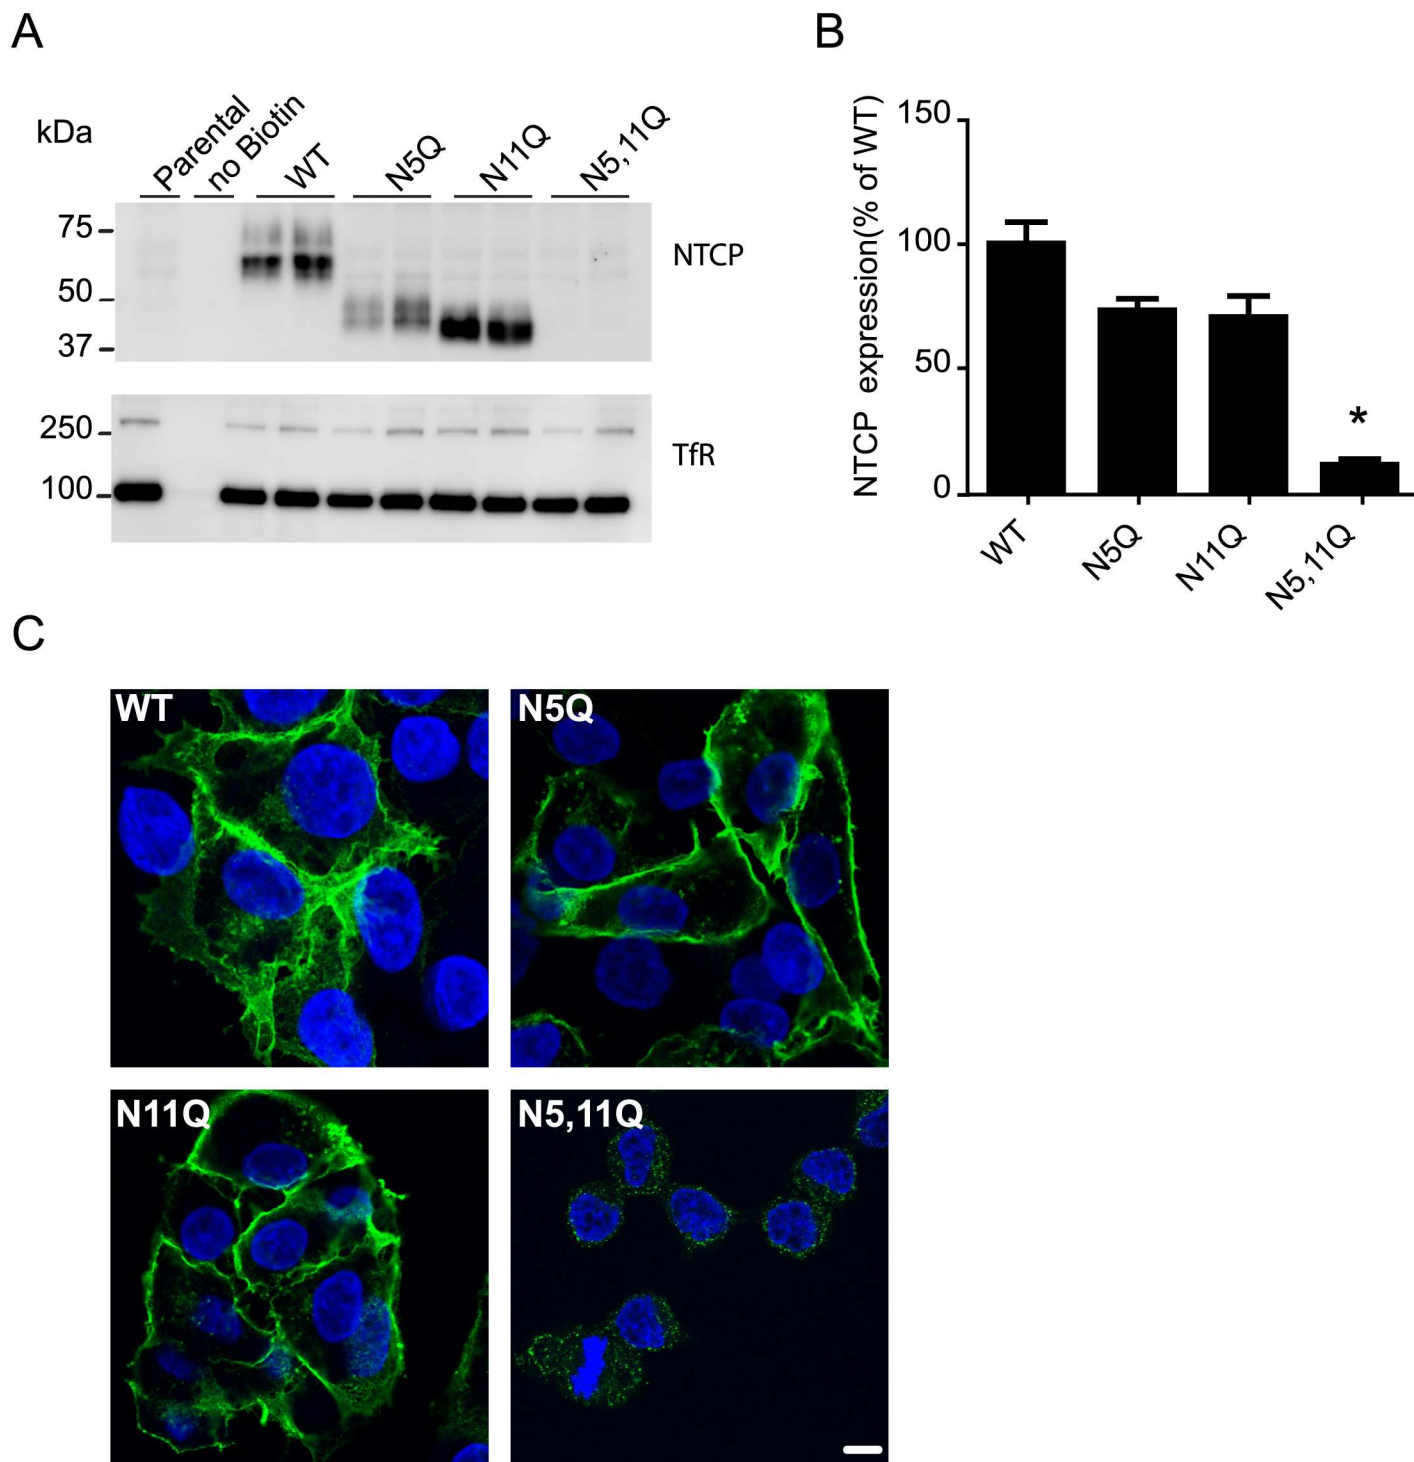 A
kDa
Parental
no Biotin
WT
N5Q
N11Q
N5,11Q
75
50
37
NTCP
250
100
TfR
B
NTCP expression(% of WT)
150
100
50
0
*
WT
N5Q
N11Q
N5,11Q
C
WT
N5Q
N11Q
N5,11Q